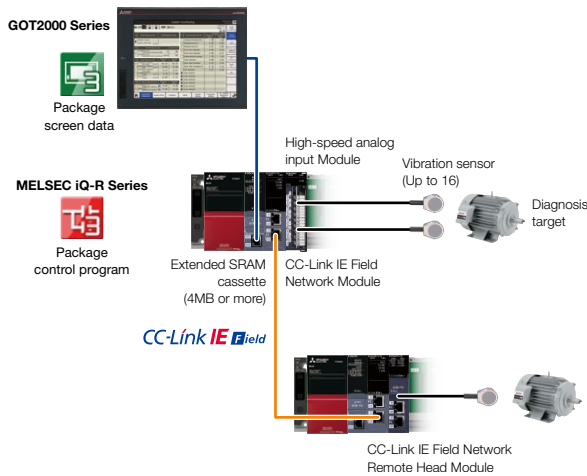 GOT2000 Series
Package
screen data
MELSEC iQ-R Series
Package
control program
High-speed analog
input Module
Vibration sensor
(Up to 16)
Diagnosis
target
Extended SRAM
cassette
(4MB or more)
CC-Link IE Field
Network Module
CC-Link IE Field
CC-Link IE Field Network
Remote Head Module